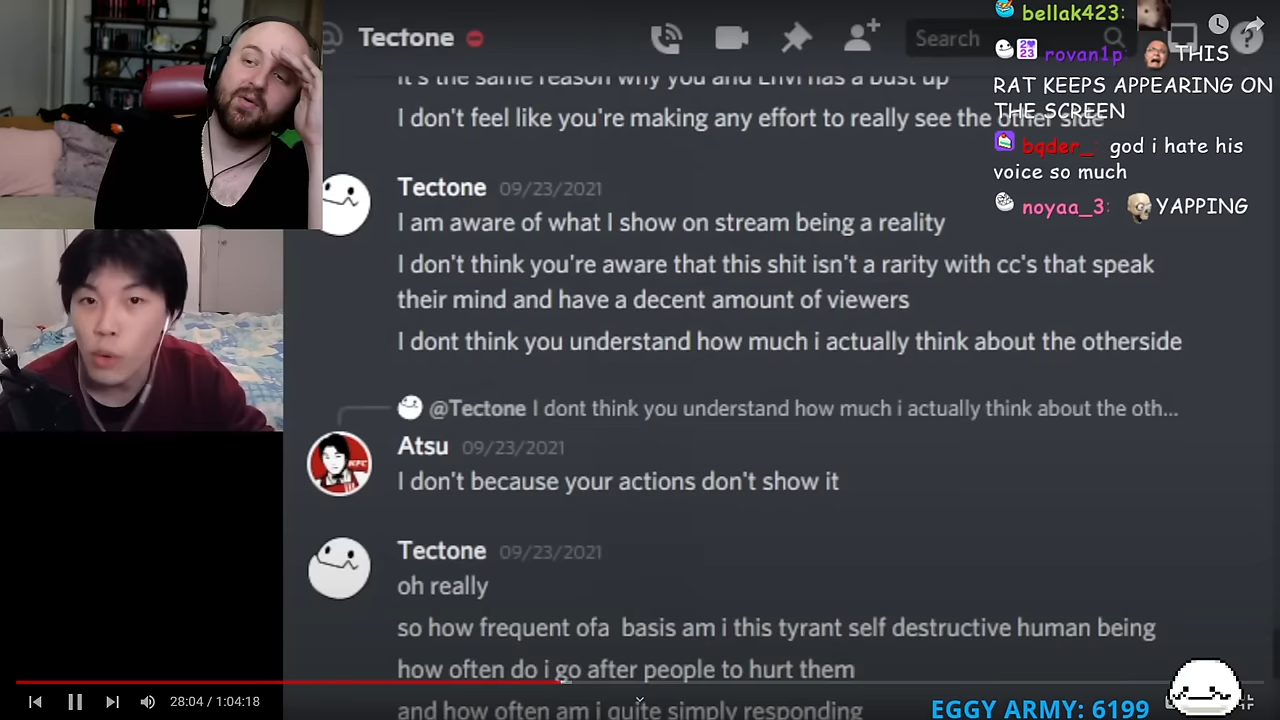 Tectone
Search
bellak423:
rovan1p THIS
RAT KEEPS APPEARING ON
THE SCREEN
bqder_: god i hate his
voice so much
noyaa_3: YAPPING
It's the same reason why you and Envi has a bust up
I don't feel like you're making any effort to really see the other side
Tectone 09/23/2021
I am aware of what I show on stream being a reality
I don't think you're aware that this shit isn't a rarity with cc's that speak
their mind and have a decent amount of viewers
I dont think you understand how much i actually think about the otherside
@Tectone I dont think you understand how much i actually think about the oth...
KFC
Atsu 09/23/2021
I don't because your actions don't show it
Tectone 09/23/2021
oh really
so how frequent ofa basis am i this tyrant self destructive human being
how often do i go after people to hurt them
and how often am i quite simply responding
28:04 / 1:04:18
EGGY ARMY: 6199